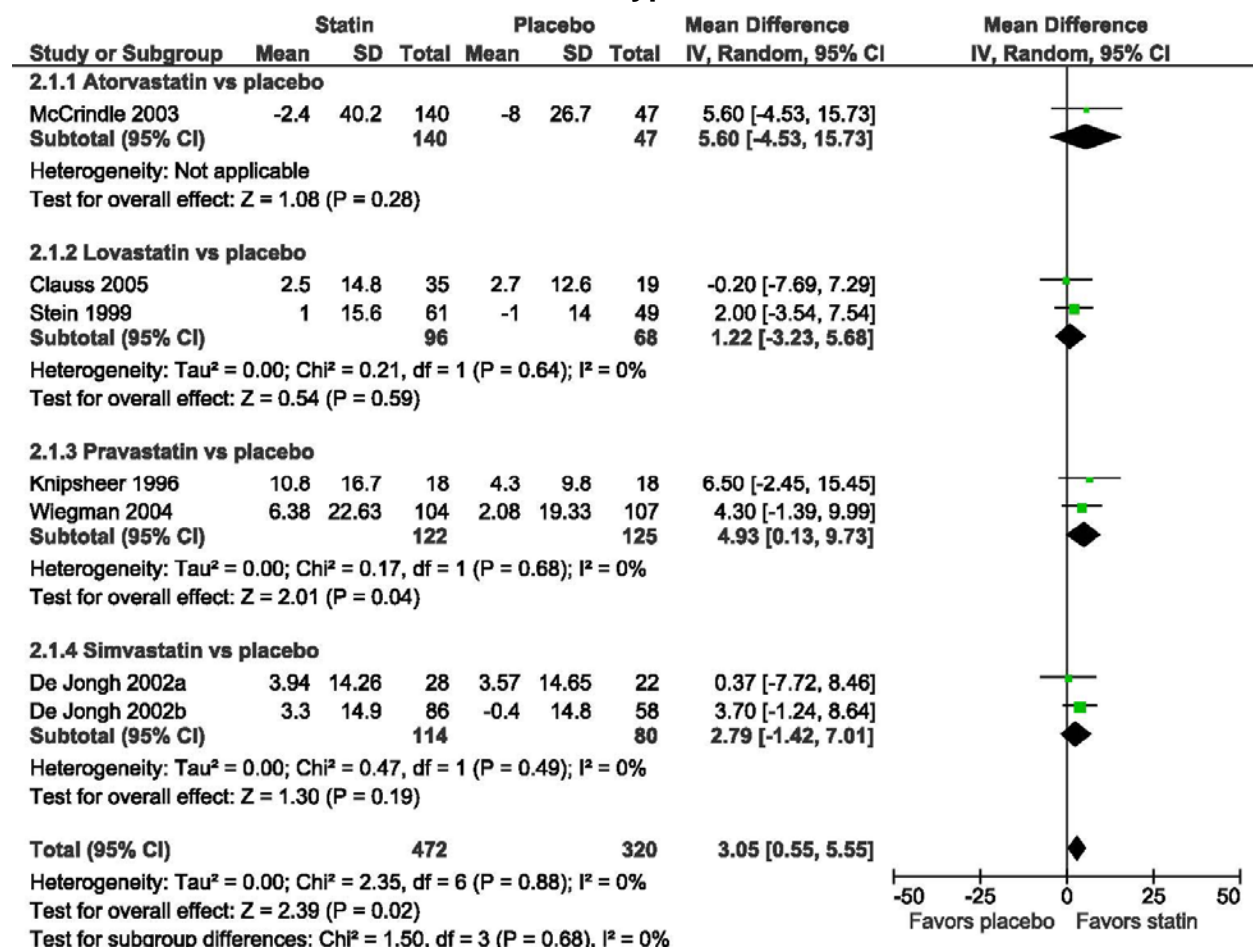 Statin Placebo Mean Difference Mean Difference
Study or Subgroup Mean SD Total Mean SD Total IV, Random, 95% CI IV, Random, 95% CI
2.1.1 Atorvastatin vs placebo
McCrindle 2003 -2.4 40.2 140 -8 26.7 47 5.60 [-4.53, 15.73]
Subtotal (95% CI) 140 47 5.60 [-4.53, 15.73]
Heterogeneity: Not applicable
Test for overall effect: Z = 1.08 (P = 0.28)
2.1.2 Lovastatin vs placebo
Clauss 2005 2.5 14.8 35 2.7 12.6 19 -0.20 [-7.69, 7.29]
Stein 1999 1 15.6 61 -1 14 49 2.00 [-3.54, 7.54]
Subtotal (95% CI) 96 68 1.22 [-3.23, 5.68]
Heterogeneity: Tau² = 0.00; Chi² = 0.21, df = 1 (P = 0.64); I² = 0%
Test for overall effect: Z = 0.54 (P = 0.59)
2.1.3 Pravastatin vs placebo
Knipsheer 1996 10.8 16.7 18 4.3 9.8 18 6.50 [-2.45, 15.45]
Wiegman 2004 6.38 22.63 104 2.08 19.33 107 4.30 [-1.39, 9.99]
Subtotal (95% CI) 122 125 4.93 [0.13, 9.73]
Heterogeneity: Tau² = 0.00; Chi² = 0.17, df = 1 (P = 0.68); I² = 0%
Test for overall effect: Z = 2.01 (P = 0.04)
2.1.4 Simvastatin vs placebo
De Jongh 2002a 3.94 14.26 28 3.57 14.65 22 0.37 [-7.72, 8.46]
De Jongh 2002b 3.3 14.9 86 -0.4 14.8 58 3.70 [-1.24, 8.64]
Subtotal (95% CI) 114 80 2.79 [-1.42, 7.01]
Heterogeneity: Tau² = 0.00; Chi² = 0.47, df = 1 (P = 0.49); I² = 0%
Test for overall effect: Z = 1.30 (P = 0.19)
Total (95% CI) 472 320 3.05 [0.55, 5.55]
Heterogeneity: Tau² = 0.00; Chi² = 2.35, df = 6 (P = 0.88); I² = 0%
Test for overall effect: Z = 2.39 (P = 0.02)
Test for subgroup differences: Chi² = 1.50, df = 3 (P = 0.68), I² = 0%
-50 -25 0 25 50
Favors placebo Favors statin